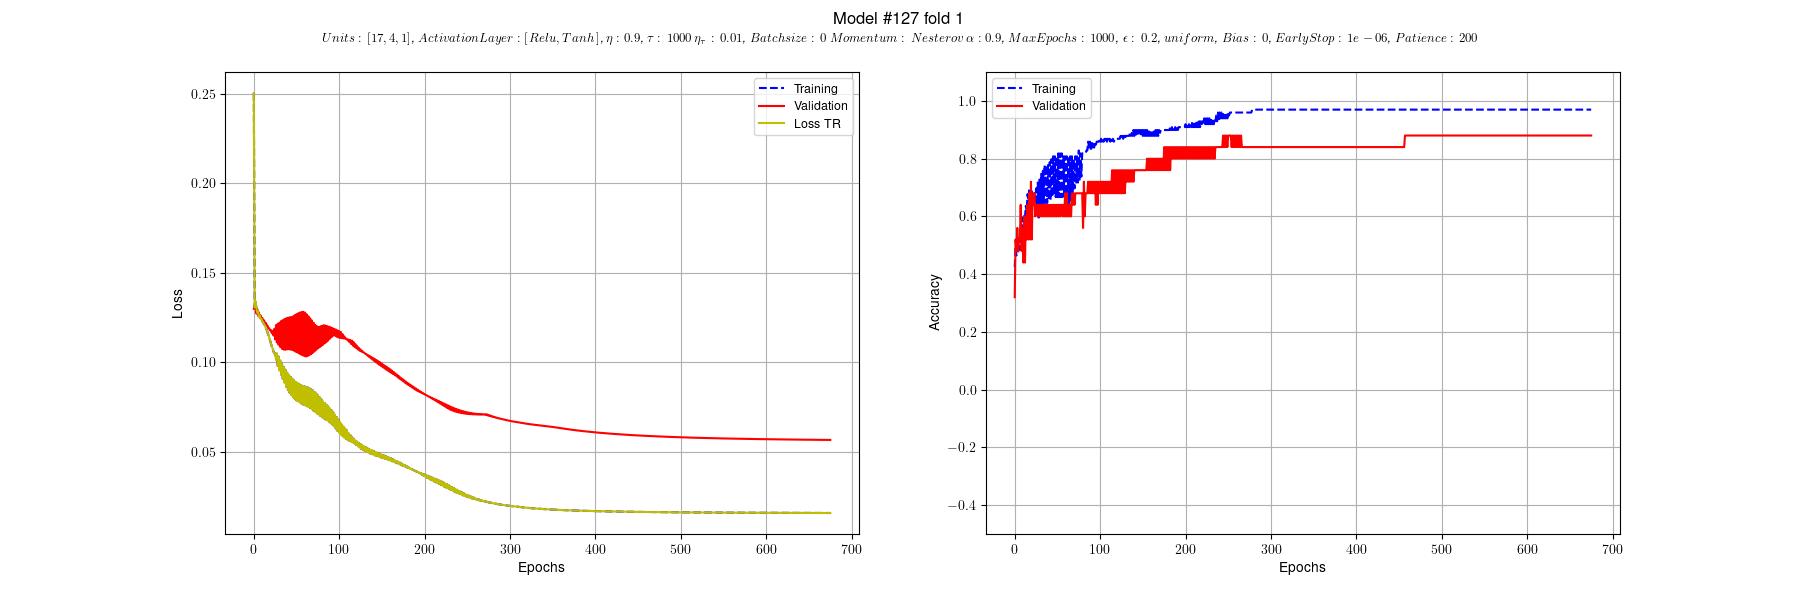 Model #127 fold 1
Units : [17, 4, 1], ActivationLayer : [Relu, Tanh], η : 0.9, τ : 1000 η_τ : 0.01, Batchsize : 0 Momentum : Nesterov α : 0.9, MaxEpochs : 1000, ϵ : 0.2, uniform, Bias : 0, EarlyStop : 1e − 06, Patience : 200
Training
Validation
Loss TR
0.25
0.20
0.15
0.10
0.05
Loss
0 100 200 300 400 500 600 700
Epochs
Training
Validation
1.0
0.8
0.6
0.4
0.2
0.0
−0.2
−0.4
Accuracy
0 100 200 300 400 500 600 700
Epochs